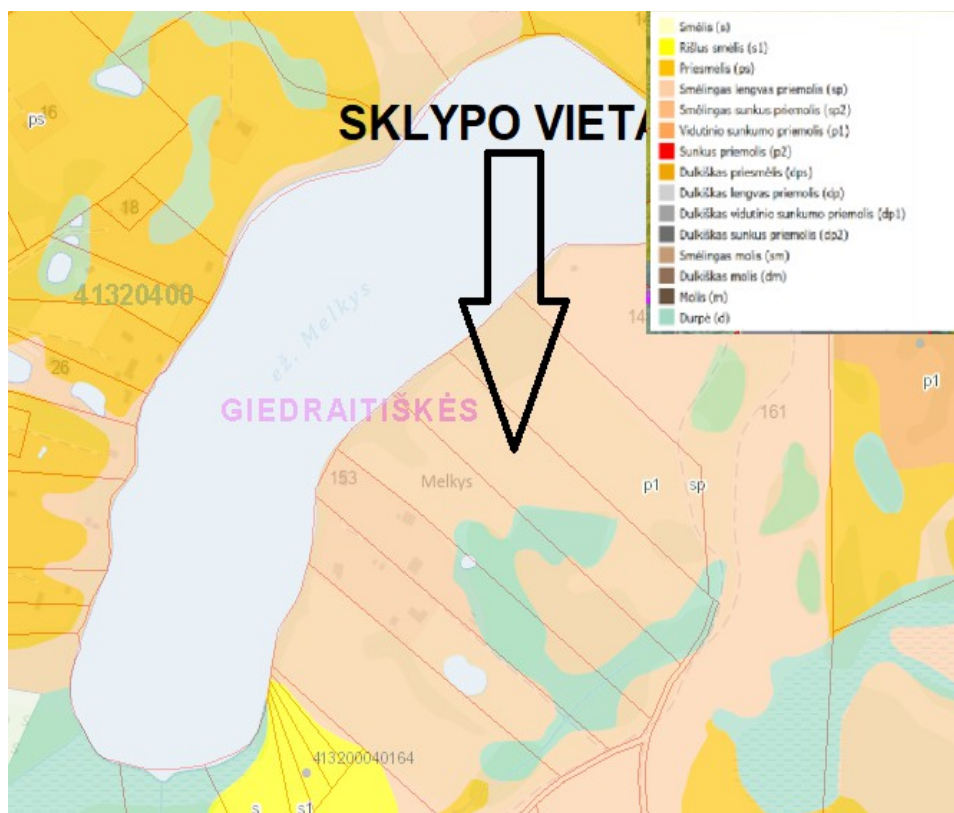 ps
16
SKLYPO VIETA
18
41320400
ež. Melkys
26
GIEDRAITIŠKĖS
153
Melkys
p1
sp
161
p1
413200040164
s
s1
Smėlis (s)
Rišlus smėlis (s1)
Priesmėlis (ps)
Smėlingas lengvas priemolis (sp)
Smėlingas sunkus priemolis (sp2)
Vidutinio sunkumo priemolis (p1)
Sunkus priemolis (p2)
Dulkiškas priesmėlis (dps)
Dulkiškas lengvas priemolis (dp)
Dulkiškas vidutinio sunkumo priemolis (dp1)
Dulkiškas sunkus priemolis (dp2)
Smėlingas molis (sm)
Dulkiškas molis (dm)
Molis (m)
Durpė (d)